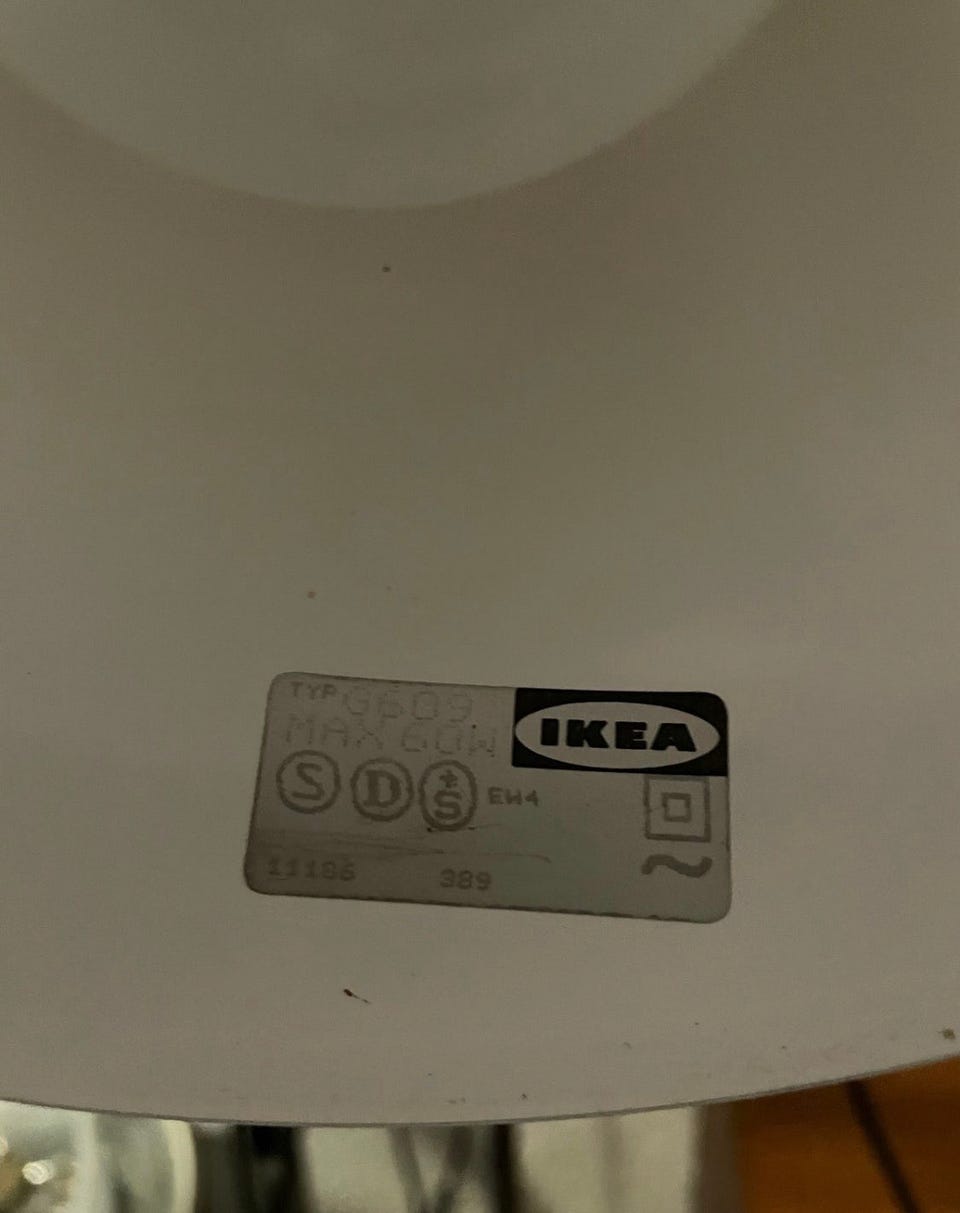 TYP G609
IKEA
MAX 60W
S D +S EW4
11186 389